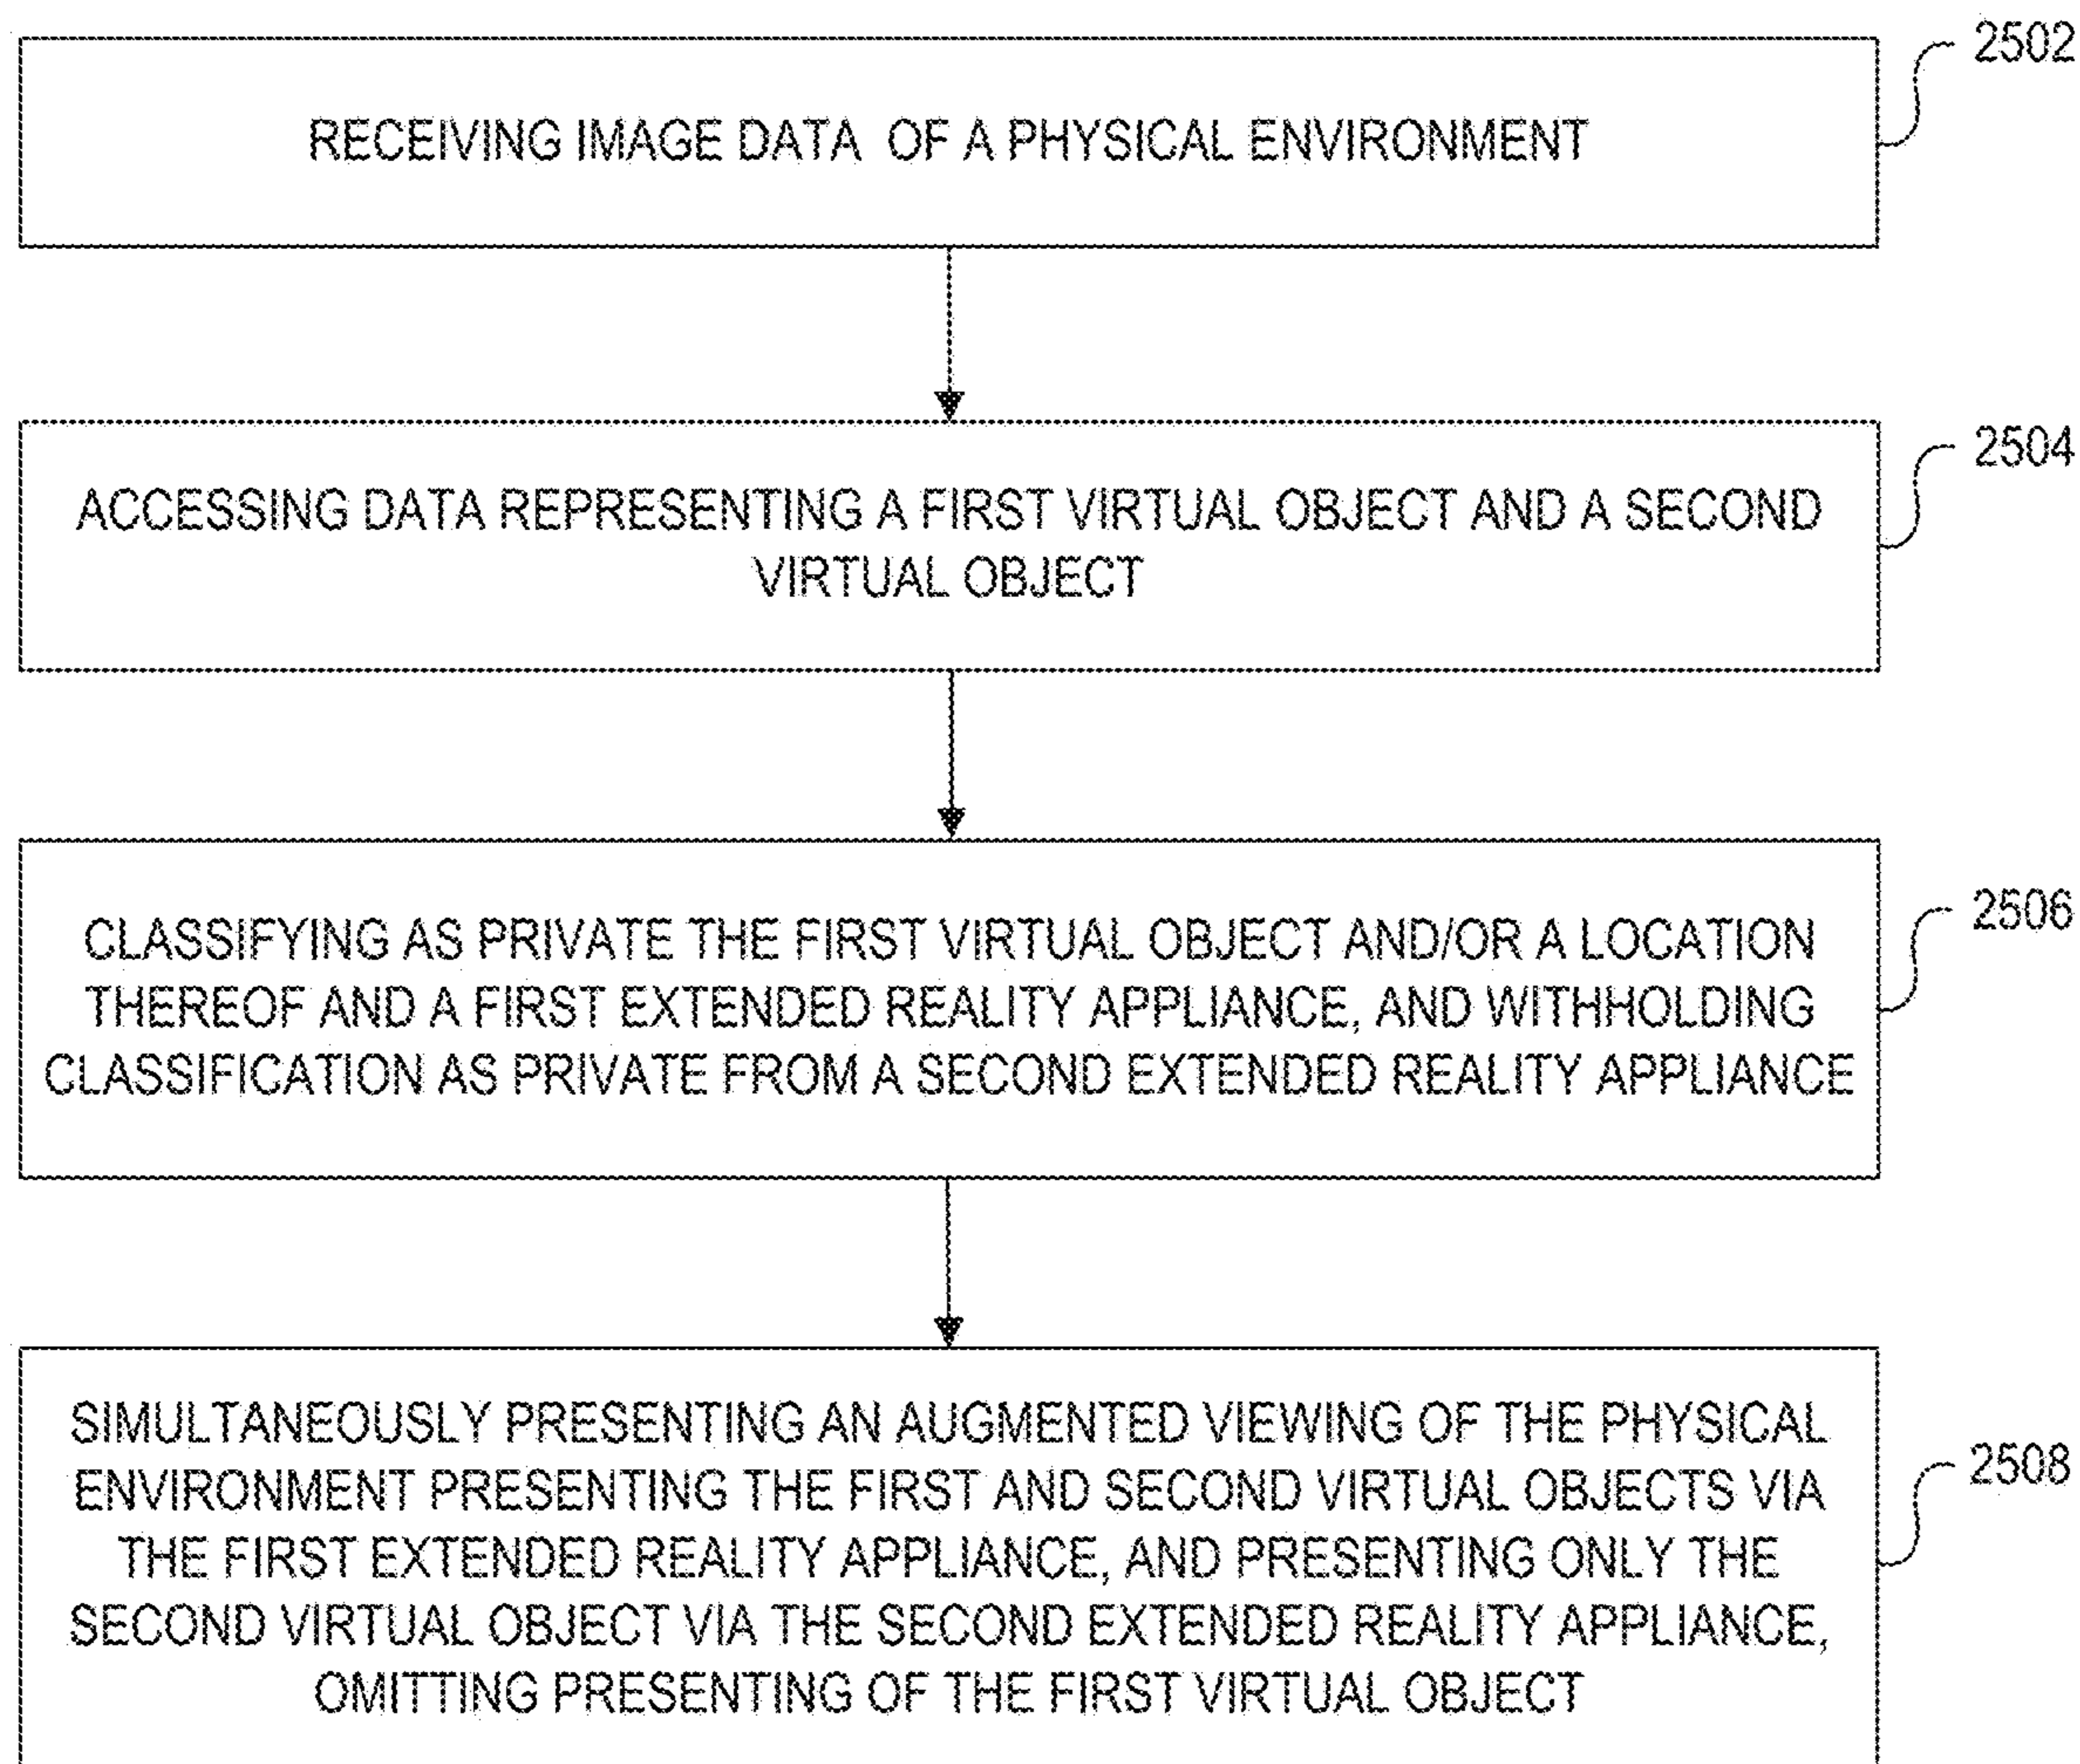 2502
RECEIVING IMAGE DATA OF A PHYSICAL ENVIRONMENT
2504
ACCESSING DATA REPRESENTING A FIRST VIRTUAL OBJECT AND A SECOND
VIRTUAL OBJECT
2506
CLASSIFYING AS PRIVATE THE FIRST VIRTUAL OBJECT AND/OR A LOCATION
THEREOF AND A FIRST EXTENDED REALITY APPLIANCE, AND WITHHOLDING
CLASSIFICATION AS PRIVATE FROM A SECOND EXTENDED REALITY APPLIANCE
2508
SIMULTANEOUSLY PRESENTING AN AUGMENTED VIEWING OF THE PHYSICAL
ENVIRONMENT PRESENTING THE FIRST AND SECOND VIRTUAL OBJECTS VIA
THE FIRST EXTENDED REALITY APPLIANCE, AND PRESENTING ONLY THE
SECOND VIRTUAL OBJECT VIA THE SECOND EXTENDED REALITY APPLIANCE,
OMITTING PRESENTING OF THE FIRST VIRTUAL OBJECT